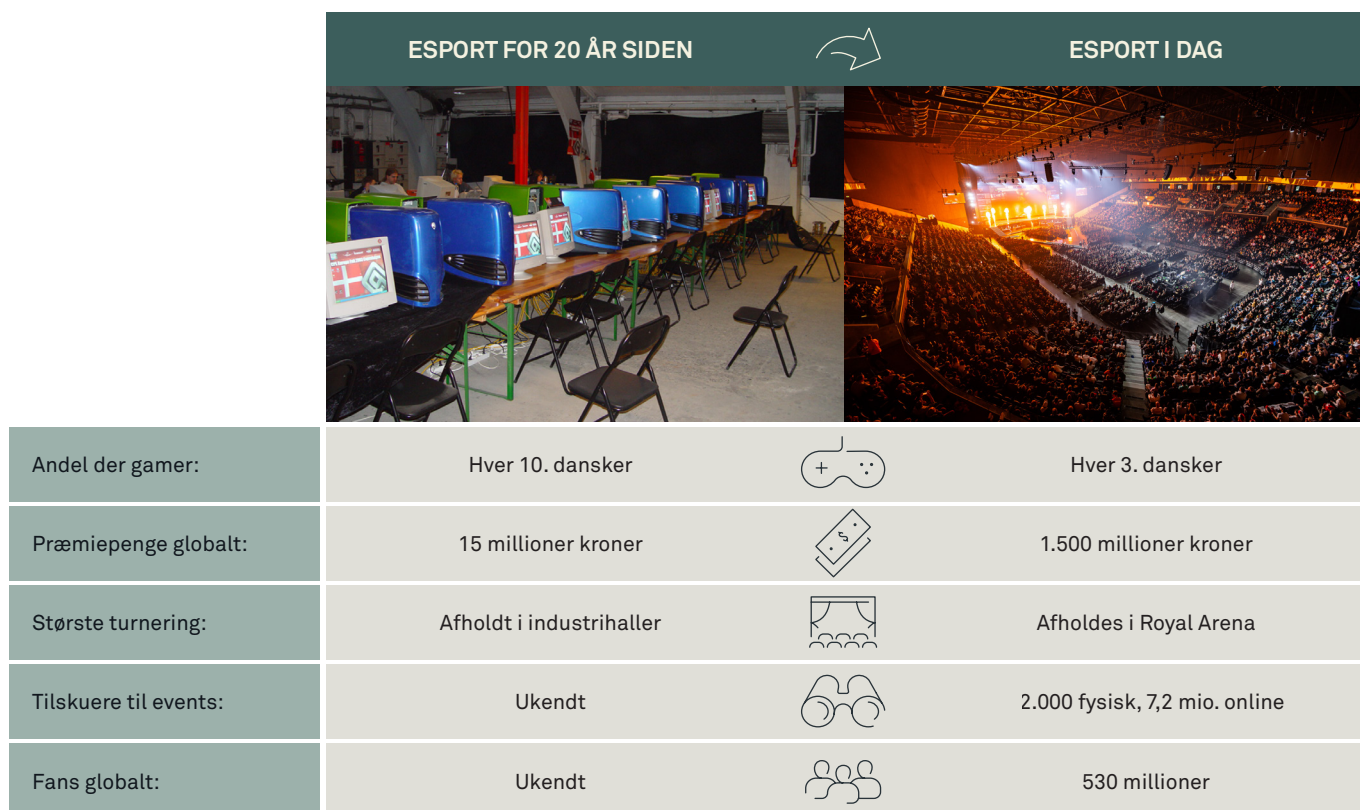 ESPORT FOR 20 ÅR SIDEN
ESPORT I DAG
Andel der gamer:
Hver 10. dansker
Hver 3. dansker
Præmiepenge globalt:
15 millioner kroner
$
1.500 millioner kroner
Største turnering:
Afholdt i industrihaller
Afholdes i Royal Arena
Tilskuere til events:
Ukendt
2.000 fysisk, 7,2 mio. online
Fans globalt:
Ukendt
530 millioner